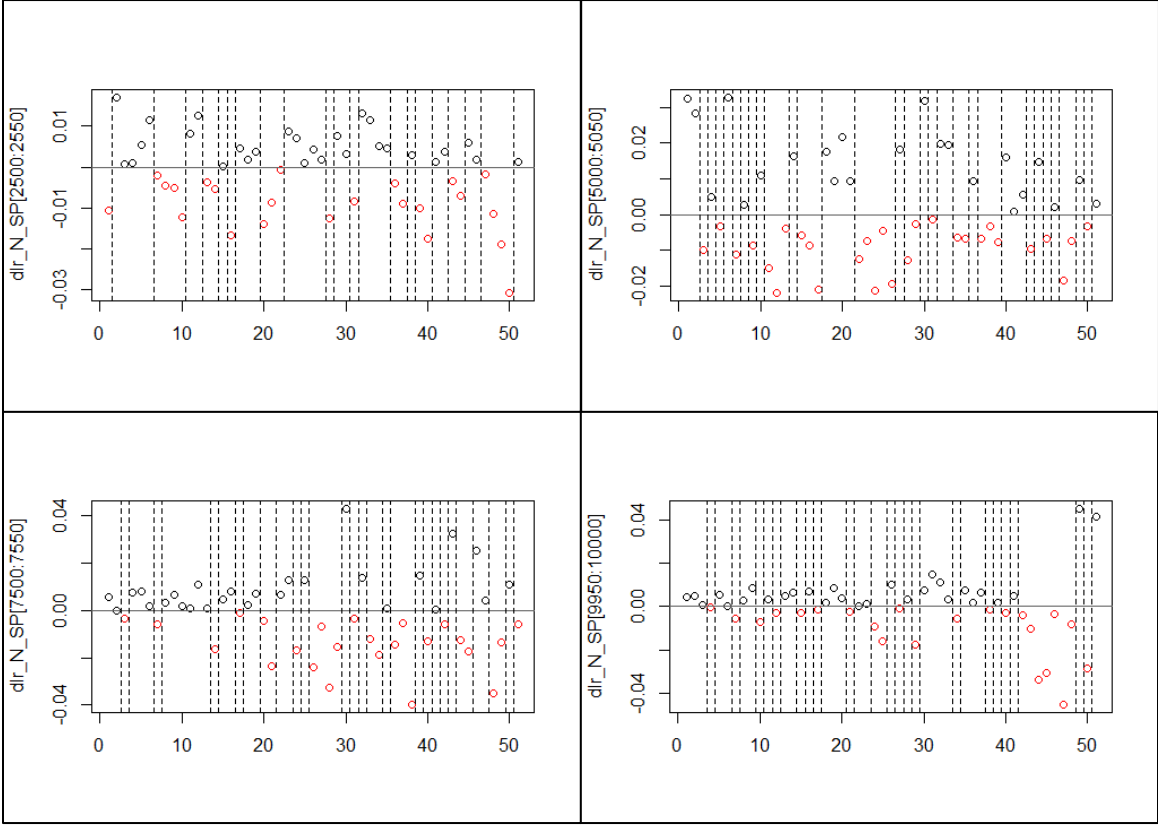 dlr_N_SP[2500:2550]
0.01
-0.01
-0.03
0 10 20 30 40 50
dlr_N_SP[5000:5050]
0.02
0.00
-0.02
0 10 20 30 40 50
dlr_N_SP[7500:7550]
0.04
0.00
-0.04
0 10 20 30 40 50
dlr_N_SP[9950:10000]
0.04
0.00
-0.04
0 10 20 30 40 50